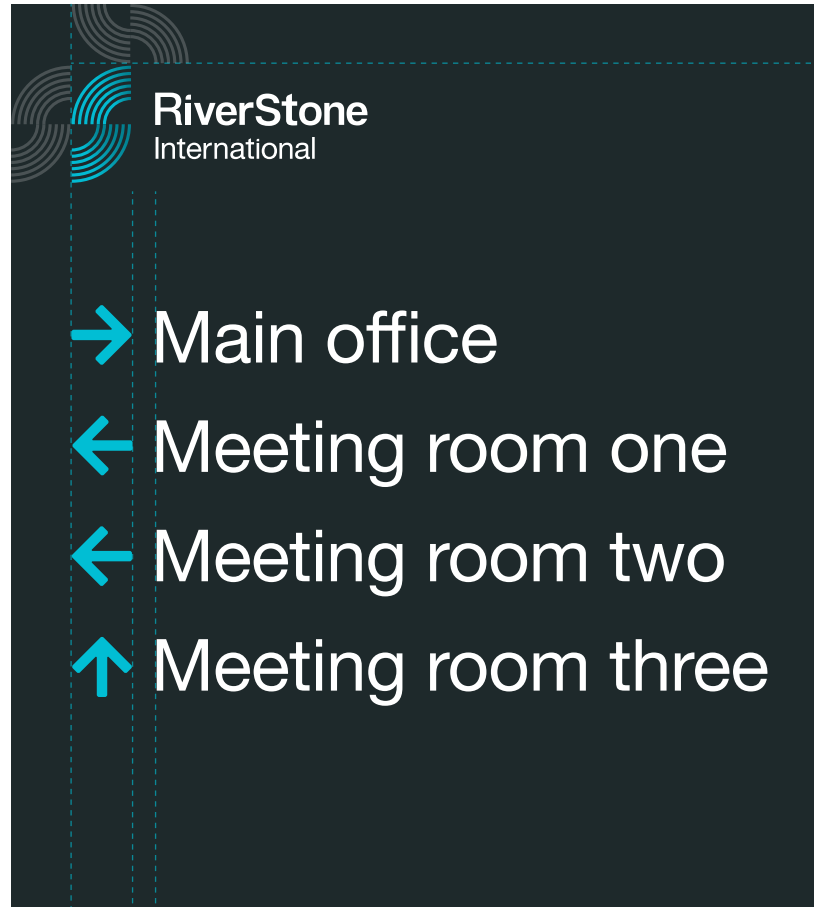 RiverStone
International
Main office
Meeting room one
Meeting room two
Meeting room three